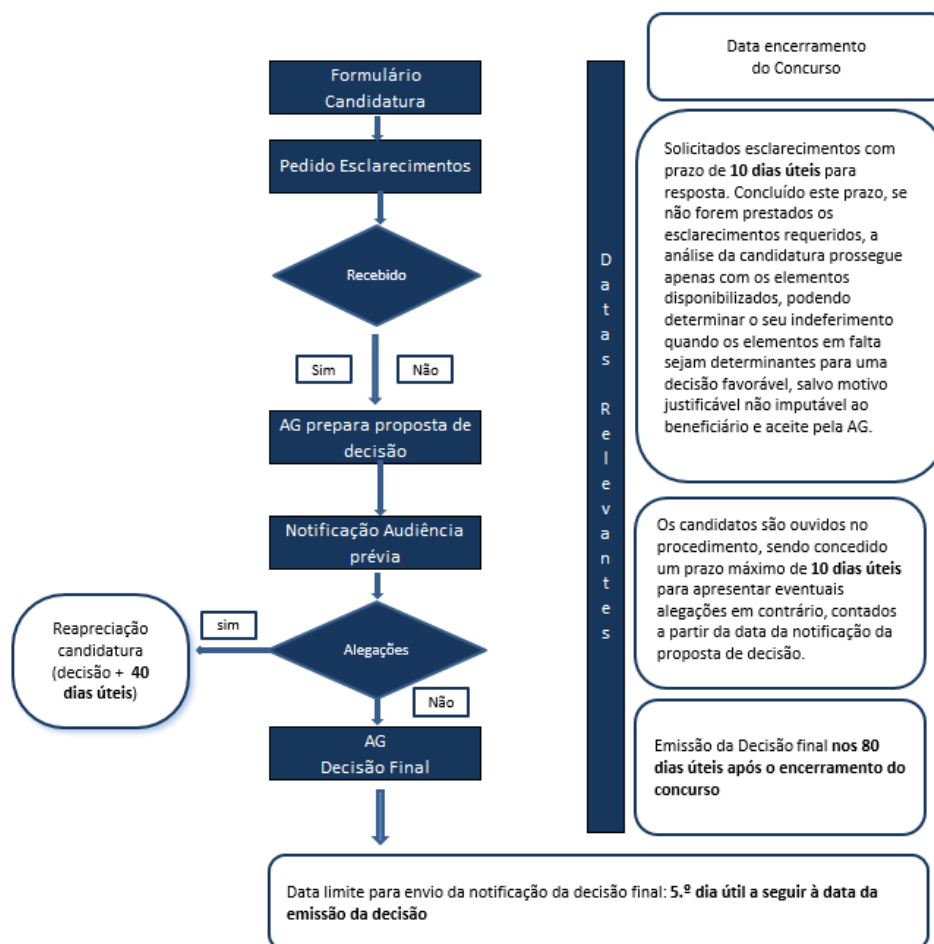 Formulário
Candidatura
Pedido Esclarecimentos
Recebido
Sim
Não
AG prepara proposta de
decisão
Notificação Audiência
prévia
Alegações
sim
Reapreciação
candidatura
(decisão + 40
dias úteis)
Não
AG
Decisão Final
Datas Relevantes
Data encerramento
do Concurso
Solicitados esclarecimentos com
prazo de 10 dias úteis para
resposta. Concluído este prazo, se
não forem prestados os
esclarecimentos requeridos, a
análise da candidatura prossegue
apenas com os elementos
disponibilizados, podendo
determinar o seu indeferimento
quando os elementos em falta
sejam determinantes para uma
decisão favorável, salvo motivo
justificável não imputável ao
beneficiário e aceite pela AG.
Os candidatos são ouvidos no
procedimento, sendo concedido
um prazo máximo de 10 dias úteis
para apresentar eventuais
alegações em contrário, contados
a partir da data da notificação da
proposta de decisão.
Emissão da Decisão final nos 80
dias úteis após o encerramento do
concurso
Data limite para envio da notificação da decisão final: 5.º dia útil a seguir à data da
emissão da decisão